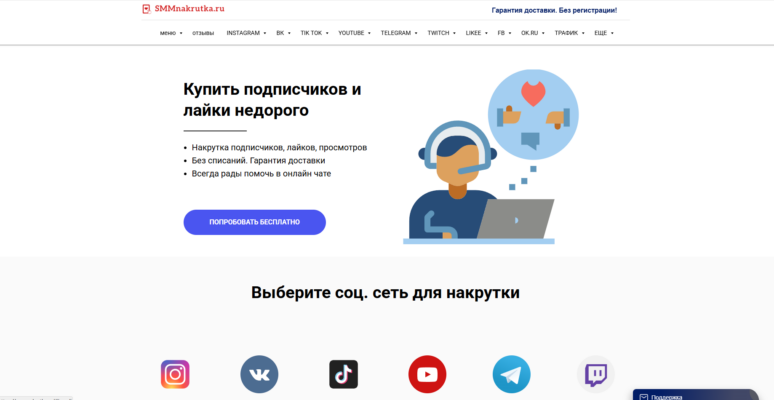 SMMnakrutka.ru
Гарантия доставки. Без регистрации!
меню отзывы INSTAGRAM ВК TIK TOK YOUTUBE TELEGRAM TWITCH LIKEE FB OK.RU ТРАФИК ЕЩЕ
Купить подписчиков и
лайки недорого
Накрутка подписчиков, лайков, просмотров
Без списаний. Гарантия доставки
Всегда рады помочь в онлайн чате
ПОПРОБОВАТЬ БЕСПЛАТНО
Выберите соц. сеть для накрутки
Поддержка